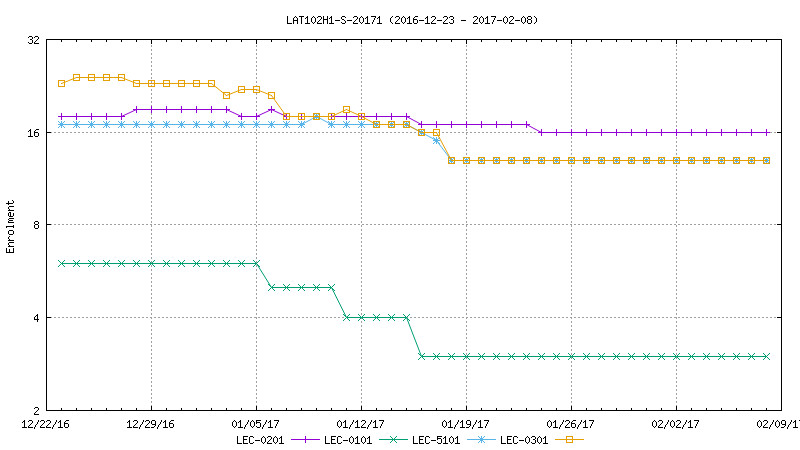 LAT102H1-S-20171 (2016-12-23 - 2017-02-08)
32
16
8
4
2
Enrolment
12/22/16 12/29/16 01/05/17 01/12/17 01/19/17 01/26/17 02/02/17 02/09/1
LEC-0201 LEC-0101 LEC-5101 LEC-0301